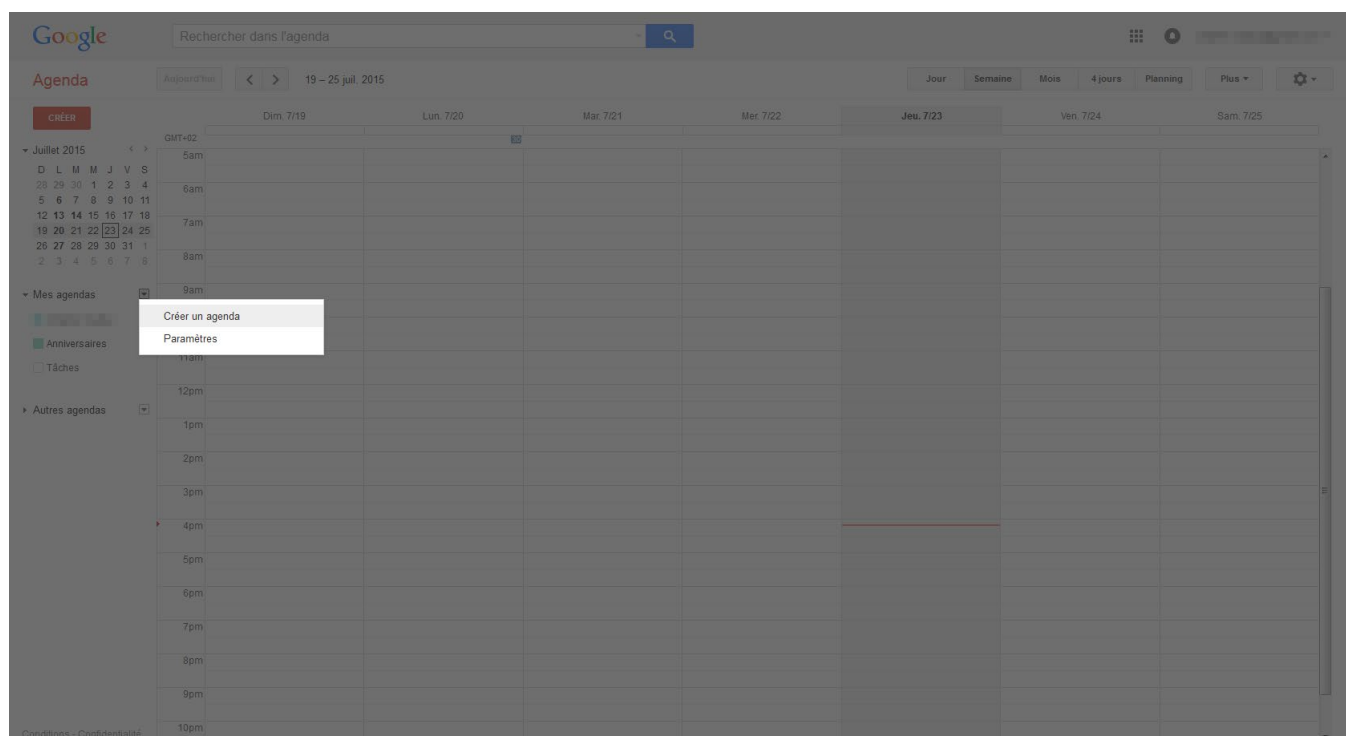 Google
Rechercher dans l'agenda
Agenda
Aujourd'hui
19 – 25 juil. 2015
Jour Semaine Mois 4 jours Planning Plus
CRÉER
Juillet 2015
D L M M J V S
28 29 30 1 2 3 4
5 6 7 8 9 10 11
12 13 14 15 16 17 18
19 20 21 22 23 24 25
26 27 28 29 30 31 1
2 3 4 5 6 7 8
Mes agendas
Créer un agenda
Paramètres
Anniversaires
Tâches
Autres agendas
Dim. 7/19 Lun. 7/20 Mar. 7/21 Mer. 7/22 Jeu. 7/23 Ven. 7/24 Sam. 7/25
GMT+02
5am
6am
7am
8am
9am
11am
12pm
1pm
2pm
3pm
4pm
5pm
6pm
7pm
8pm
9pm
10pm
Conditions - Confidentialité